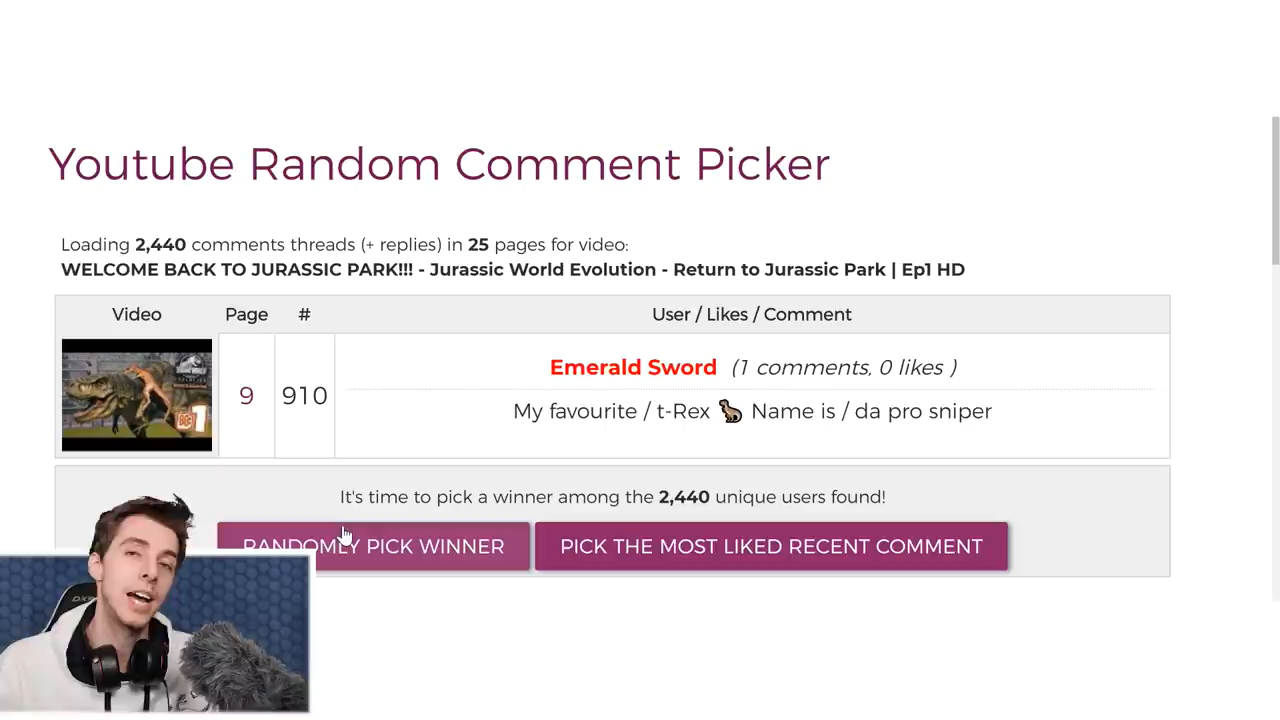 Youtube Random Comment Picker
Loading 2,440 comments threads (+ replies) in 25 pages for video:
WELCOME BACK TO JURASSIC PARK!!! - Jurassic World Evolution - Return to Jurassic Park | Ep1 HD
Video Page # User / Likes / Comment
Emerald Sword (1 comments, 0 likes )
9 910
My favourite / t-Rex 🦖 Name is / da pro sniper
1
It's time to pick a winner among the 2,440 unique users found!
RANDOMLY PICK WINNER PICK THE MOST LIKED RECENT COMMENT